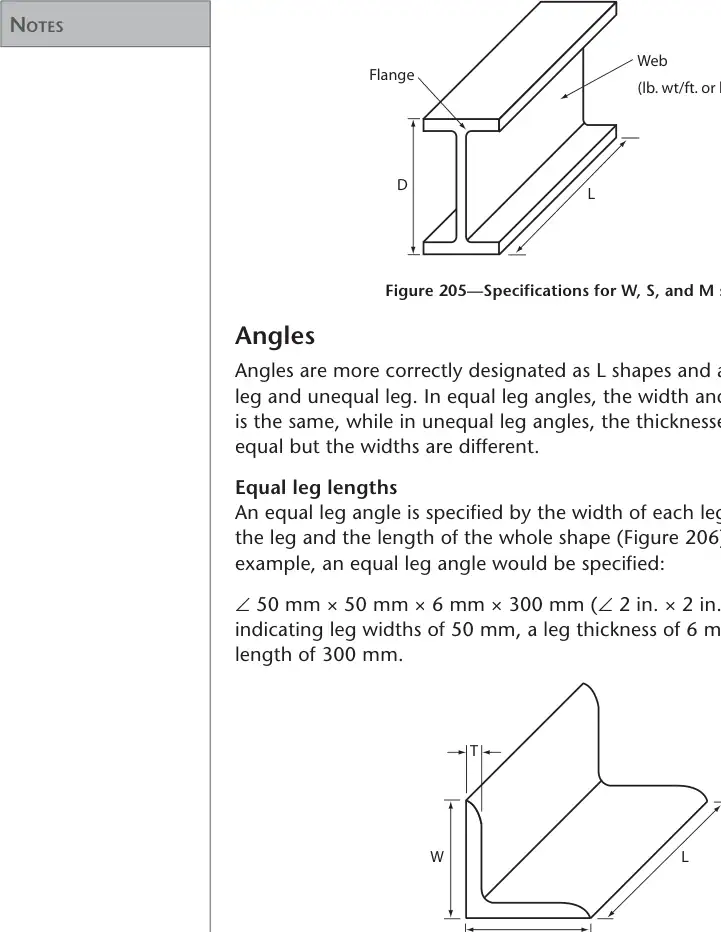 NOTES
Flange
Web
(lb. wt/ft. or
D
L
Figure 205—Specifications for W, S, and M
Angles
Angles are more correctly designated as L shapes and
leg and unequal leg. In equal leg angles, the width and
is the same, while in unequal leg angles, the
equal but the widths are different.
Equal leg lengths
An equal leg angle is specified by the width of each leg
the leg and the length of the whole shape (Figure 206)
example, an equal leg angle would be specified:
∠ 50 mm × 50 mm × 6 mm × 300 mm (∠ 2 in. × 2 in.
indicating leg widths of 50 mm, a leg thickness of 6
length of 300 mm.
T
W
L